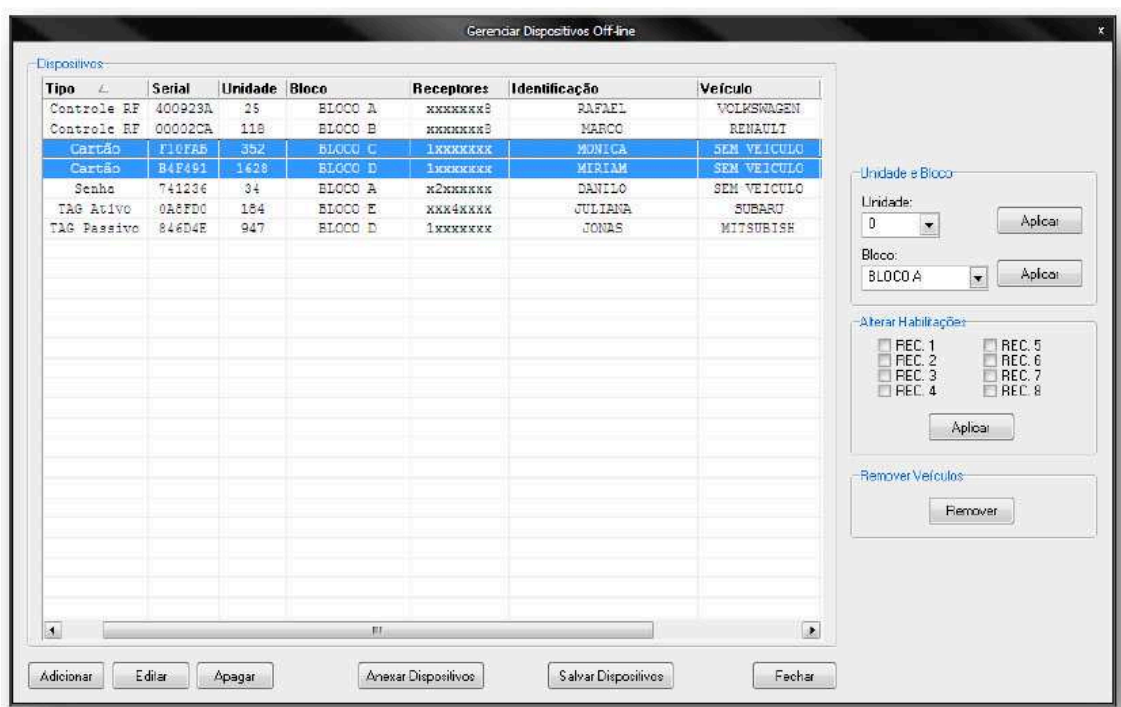 Gerenciar Dispositivos Off-line x
Dispositivos
Tipo Serial Unidade Bloco Receptores Identificação Veículo
Controle RF 400923A 25 BLOCO A xxxxxxx8 RAFAEL VOLKSWAGEN
Controle RF 00002CA 118 BLOCO B xxxxxxx8 MARCO RENAULT
Cartão F10FAB 352 BLOCO C 1xxxxxxx MONICA SEM VEICULO
Cartão B4F491 1628 BLOCO D 1xxxxxxx MIRIAM SEM VEICULO
Senha 741236 34 BLOCO A x2xxxxxx DANILO SEM VEICULO
TAG Ativo 0A8FD0 184 BLOCO E xxx4xxxx JULIANA SUBARU
TAG Passivo 846D4E 947 BLOCO D 1xxxxxxx JONAS MITSUBISH
Unidade e Bloco
Unidade:
0 Aplicar
Bloco:
BLOCO A Aplicar
Alterar Habilitações
REC. 1 REC. 5
REC. 2 REC. 6
REC. 3 REC. 7
REC. 4 REC. 8
Aplicar
Remover Veículos
Remover
Adicionar Editar Apagar Anexar Dispositivos Salvar Dispositivos Fechar